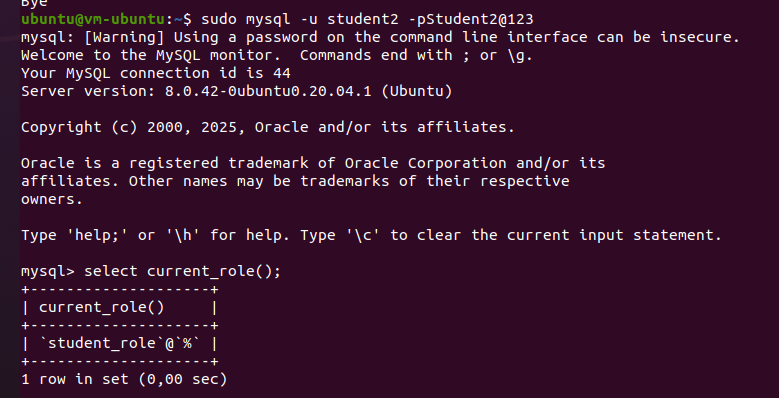 Bye
ubuntu@vm-ubuntu:~$ sudo mysql -u student2 -pStudent2@123
mysql: [Warning] Using a password on the command line interface can be insecure.
Welcome to the MySQL monitor.  Commands end with ; or \g.
Your MySQL connection id is 44
Server version: 8.0.42-0ubuntu0.20.04.1 (Ubuntu)

Copyright (c) 2000, 2025, Oracle and/or its affiliates.

Oracle is a registered trademark of Oracle Corporation and/or its
affiliates. Other names may be trademarks of their respective
owners.

Type 'help;' or '\h' for help. Type '\c' to clear the current input statement.

mysql> select current_role();
+--------------------+
| current_role()     |
+--------------------+
| `student_role`@`%` |
+--------------------+
1 row in set (0,00 sec)